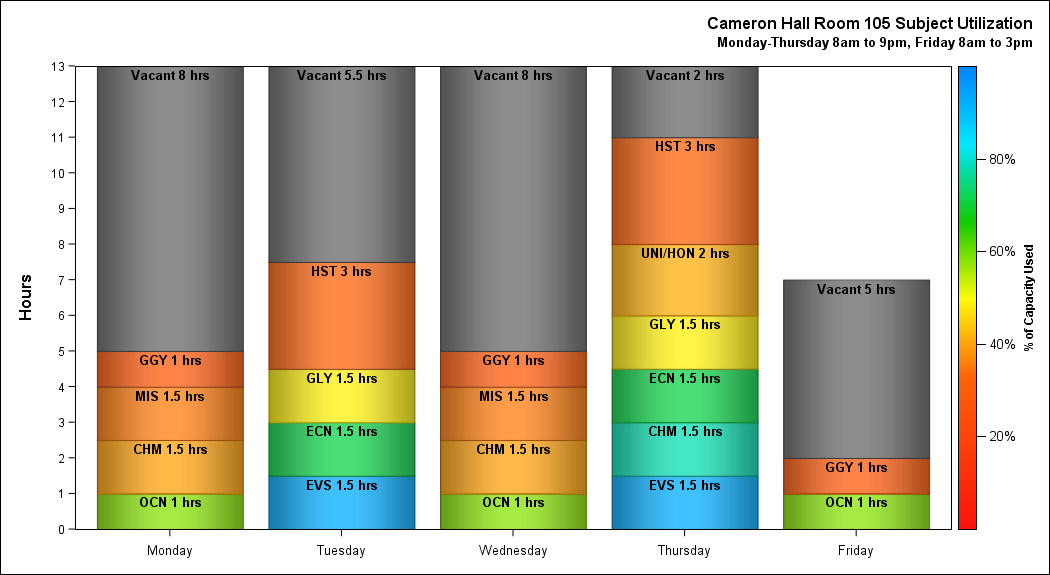 Cameron Hall Room 105 Subject Utilization
Monday-Thursday 8am to 9pm, Friday 8am to 3pm
Hours
13
12
11
10
9
8
7
6
5
4
3
2
1
0
Vacant 8 hrs
GGY 1 hrs
MIS 1.5 hrs
CHM 1.5 hrs
OCN 1 hrs
Monday
Vacant 5.5 hrs
HST 3 hrs
GLY 1.5 hrs
ECN 1.5 hrs
EVS 1.5 hrs
Tuesday
Vacant 8 hrs
GGY 1 hrs
MIS 1.5 hrs
CHM 1.5 hrs
OCN 1 hrs
Wednesday
Vacant 2 hrs
HST 3 hrs
UNI/HON 2 hrs
GLY 1.5 hrs
ECN 1.5 hrs
CHM 1.5 hrs
EVS 1.5 hrs
Thursday
Vacant 5 hrs
GGY 1 hrs
OCN 1 hrs
Friday
80%
60%
40%
20%
% of Capacity Used